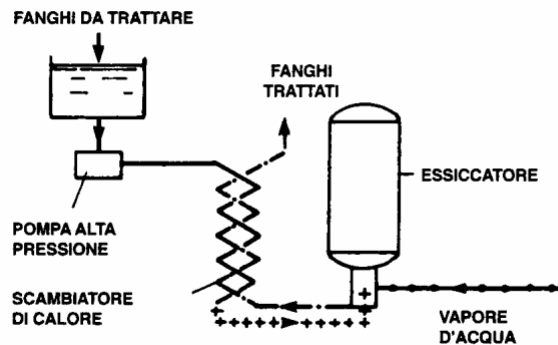 FANGHI DA TRATTARE
FANGHI
TRATTATI
ESSICCATORE
POMPA ALTA
PRESSIONE
SCAMBIATORE
DI CALORE
VAPORE
D'ACQUA